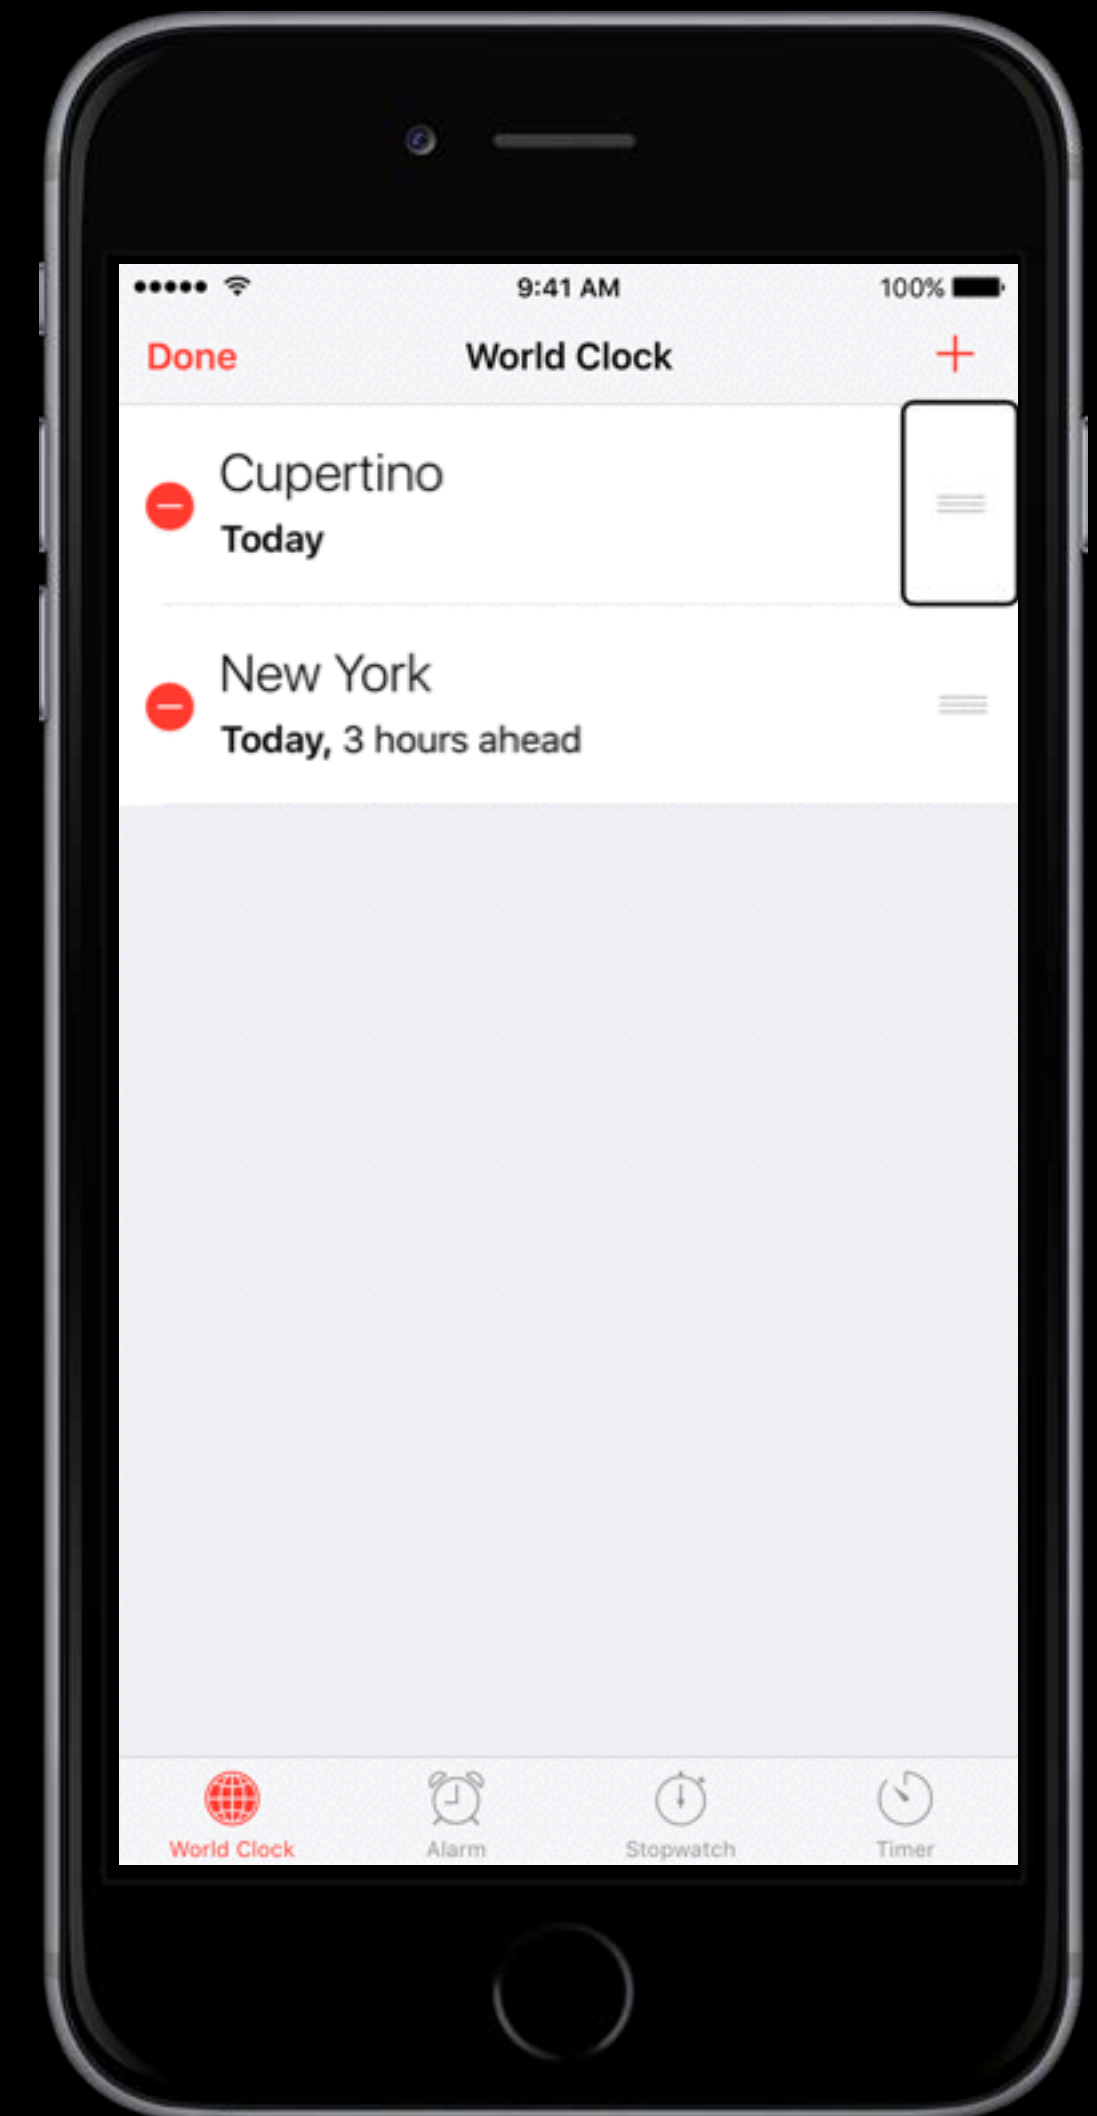 9:41 AM 100%
Done World Clock +
Cupertino
Today
New York
Today, 3 hours ahead
World Clock Alarm Stopwatch Timer